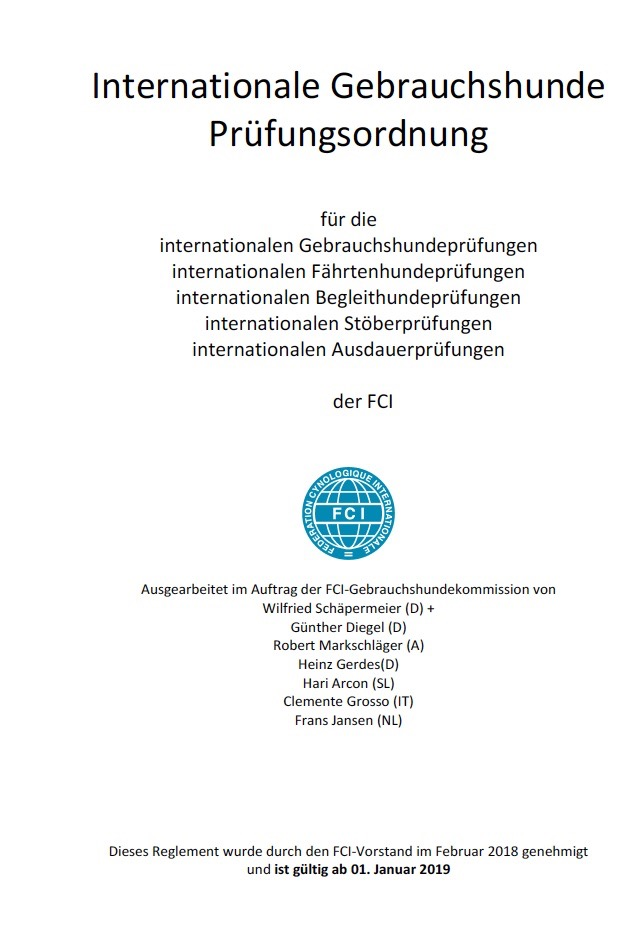 Internationale Gebrauchshunde
Prüfungsordnung
für die
internationalen Gebrauchshundeprüfungen
internationalen Fährtenhundeprüfungen
internationalen Begleithundeprüfungen
internationalen Stöberprüfungen
internationalen Ausdauerprüfungen
der FCI
FEDERATION CYNOLOGIQUE INTERNATIONALE
FCI
Ausgearbeitet im Auftrag der FCI-Gebrauchshundekommission von
Wilfried Schäpermeier (D) +
Günther Diegel (D)
Robert Markschläger (A)
Heinz Gerdes(D)
Hari Arcon (SL)
Clemente Grosso (IT)
Frans Jansen (NL)
Dieses Reglement wurde durch den FCI-Vorstand im Februar 2018 genehmigt
und ist gültig ab 01. Januar 2019